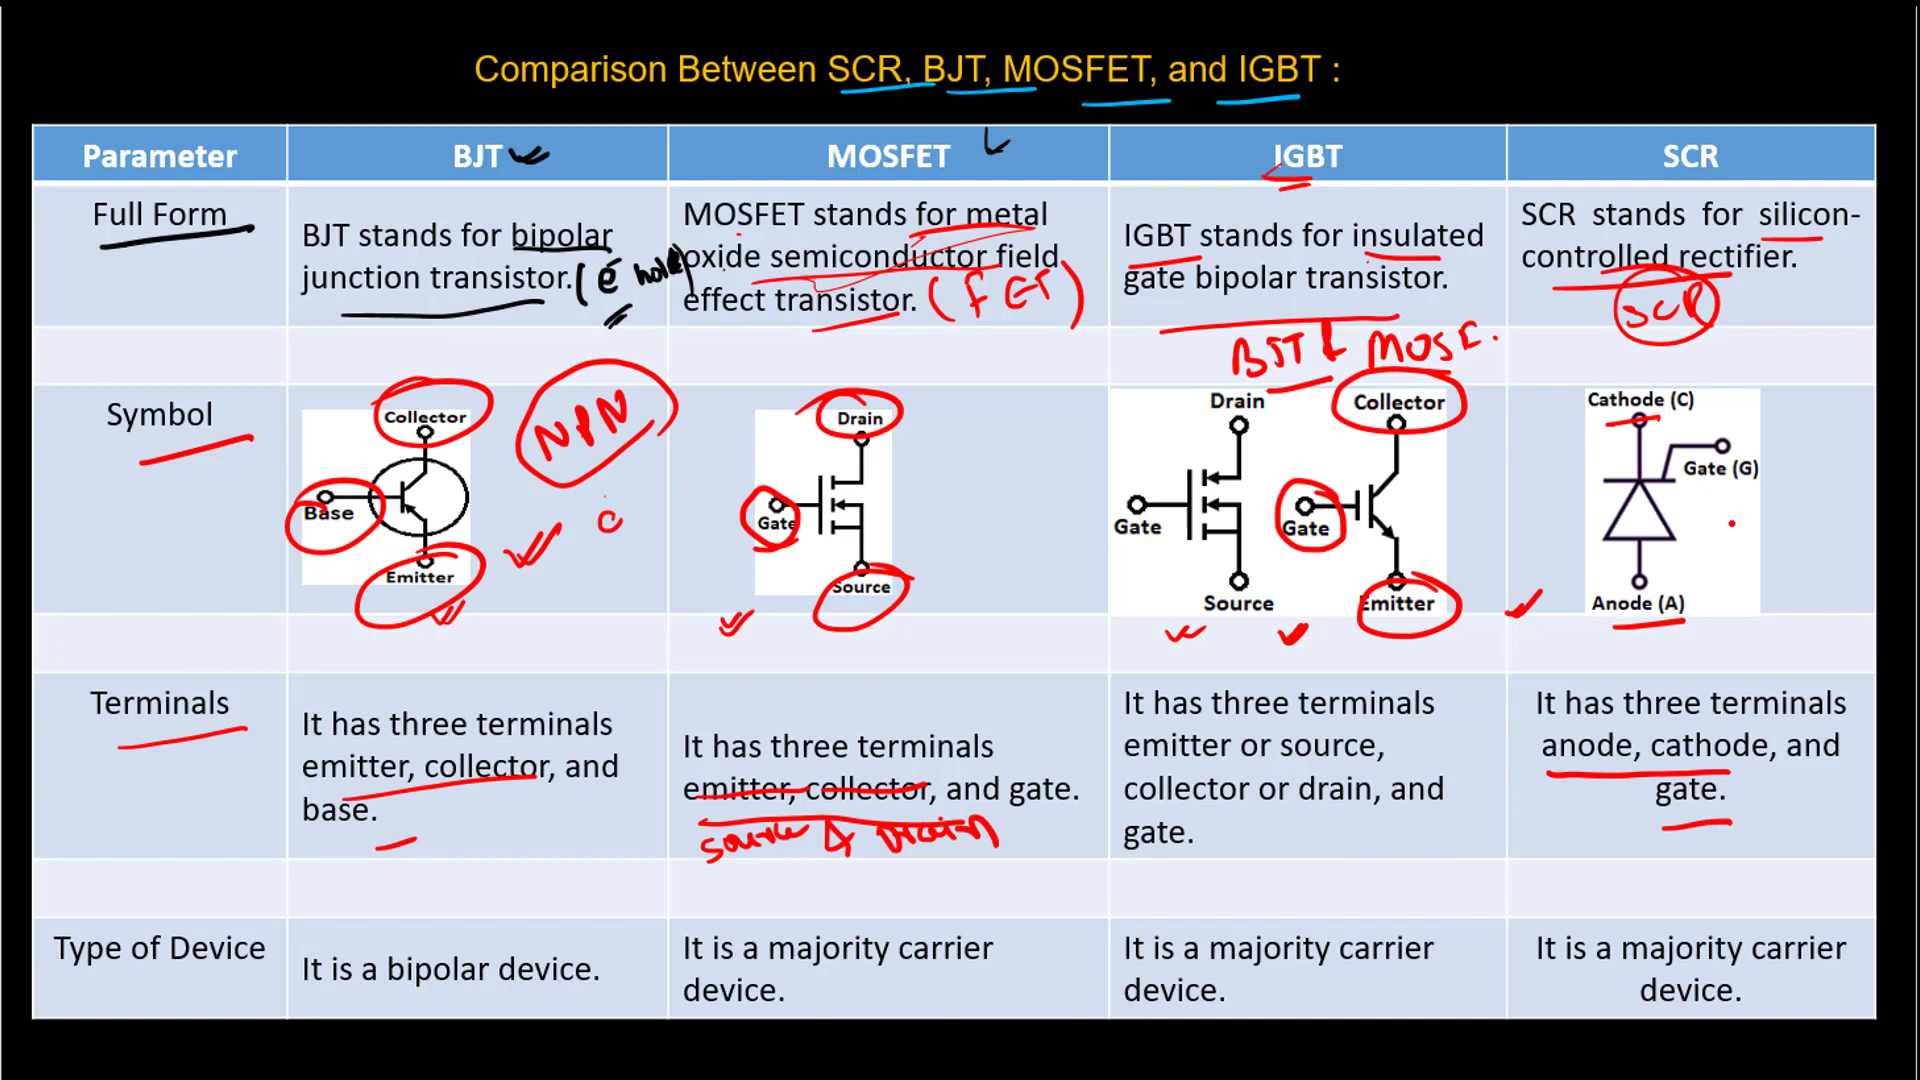 Comparison Between SCR, BJT, MOSFET, and IGBT :
Parameter
BJT
MOSFET
IGBT
SCR
Full Form
BJT stands for bipolar
junction transistor.
(e hole)
MOSFET stands for metal
oxide semiconductor field
effect transistor.
(FET)
IGBT stands for insulated
gate bipolar transistor.
BJT & MOSF.
SCR stands for silicon-
controlled rectifier.
SCR
Symbol
Collector
Base
Emitter
NPN
Drain
Gate
Source
Drain
Gate
Source
Collector
Gate
Emitter
Cathode (C)
Gate (G)
Anode (A)
Terminals
It has three terminals
emitter, collector, and
base.
It has three terminals
emitter, collector, and gate.
source & Drain
It has three terminals
emitter or source,
collector or drain, and
gate.
It has three terminals
anode, cathode, and
gate.
Type of Device
It is a bipolar device.
It is a majority carrier
device.
It is a majority carrier
device.
It is a majority carrier
device.